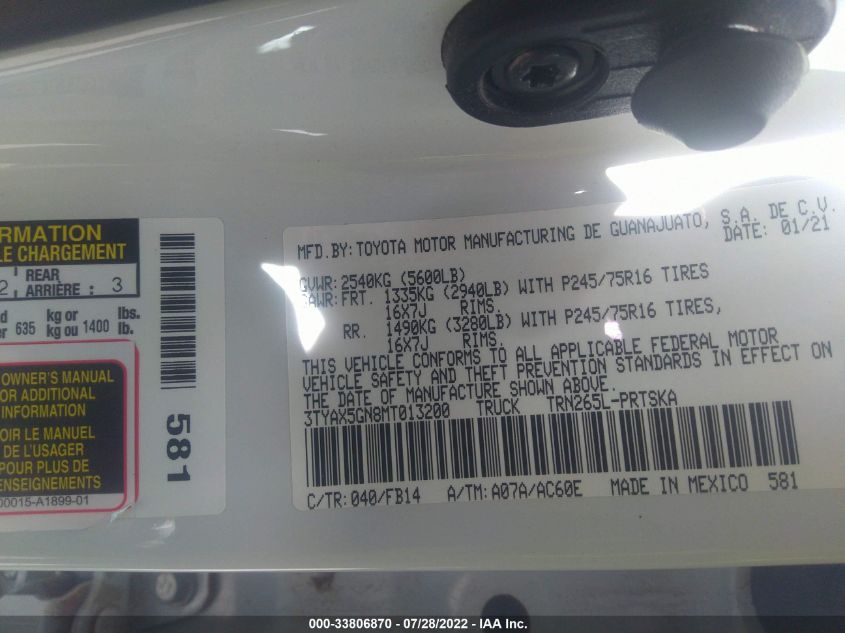 RMATION
LE CHARGEMENT
2 REAR ARRIÈRE : 3
kg or lbs.
635 kg ou 1400 lb.
OWNER'S MANUAL
OR ADDITIONAL
INFORMATION
OIR LE MANUEL
DE L'USAGER
POUR PLUS DE
ENSEIGNEMENTS
00015-A1899-01
581
MFD.BY:TOYOTA MOTOR MANUFACTURING DE GUANAJUATO, S.A. DE C.V.
DATE: 01/21
GVWR:2540KG (5600LB)
GAWR:FRT. 1335KG (2940LB) WITH P245/75R16 TIRES
16X7J RIMS.
RR. 1490KG (3280LB) WITH P245/75R16 TIRES,
16X7J RIMS.
THIS VEHICLE CONFORMS TO ALL APPLICABLE FEDERAL MOTOR
VEHICLE SAFETY AND THEFT PREVENTION STANDARDS IN EFFECT ON
THE DATE OF MANUFACTURE SHOWN ABOVE.
3TYAX5GN8MT013200 TRUCK TRN265L-PRTSKA
C/TR:040/FB14 A/TM:A07A/AC60E MADE IN MEXICO 581
000-33806870 - 07/28/2022 - IAA Inc.